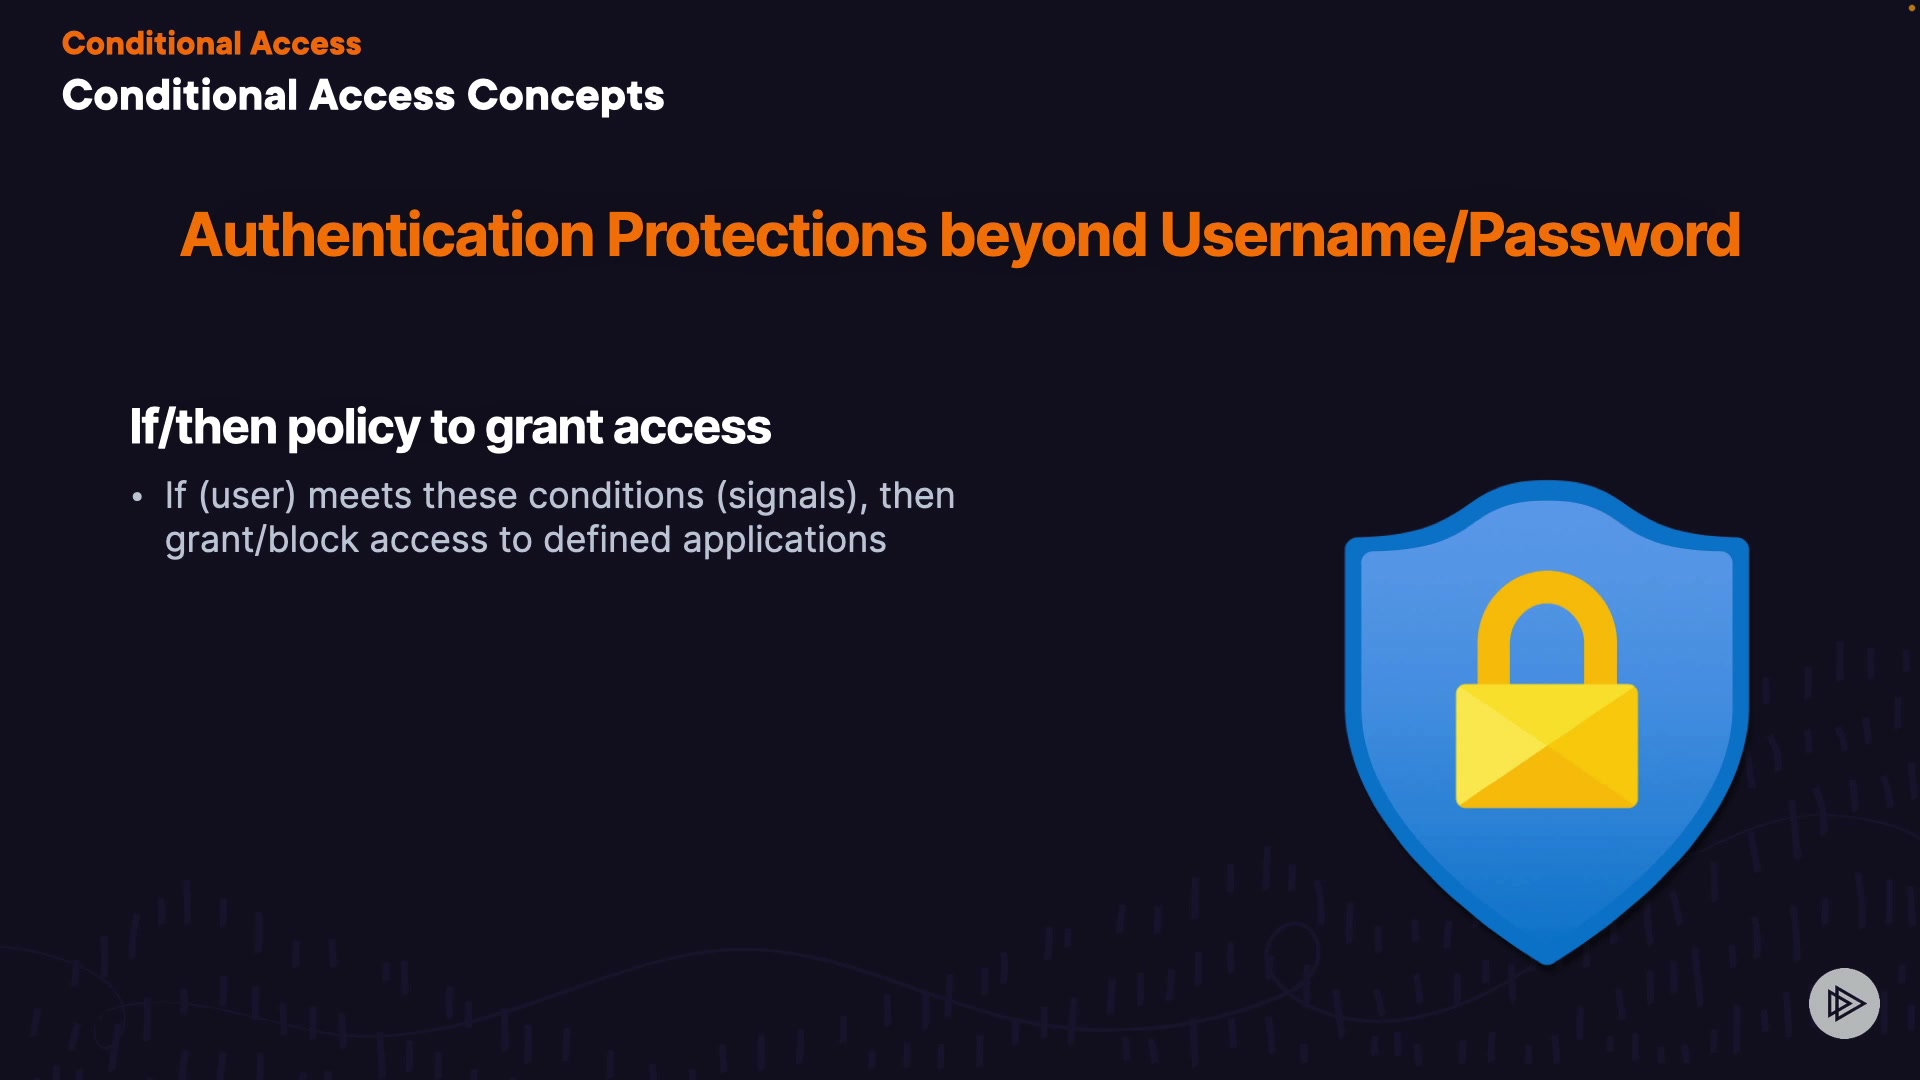 Conditional Access
Conditional Access Concepts
Authentication Protections beyond Username/Password
If/then policy to grant access
• If (user) meets these conditions (signals), then
grant/block access to defined applications